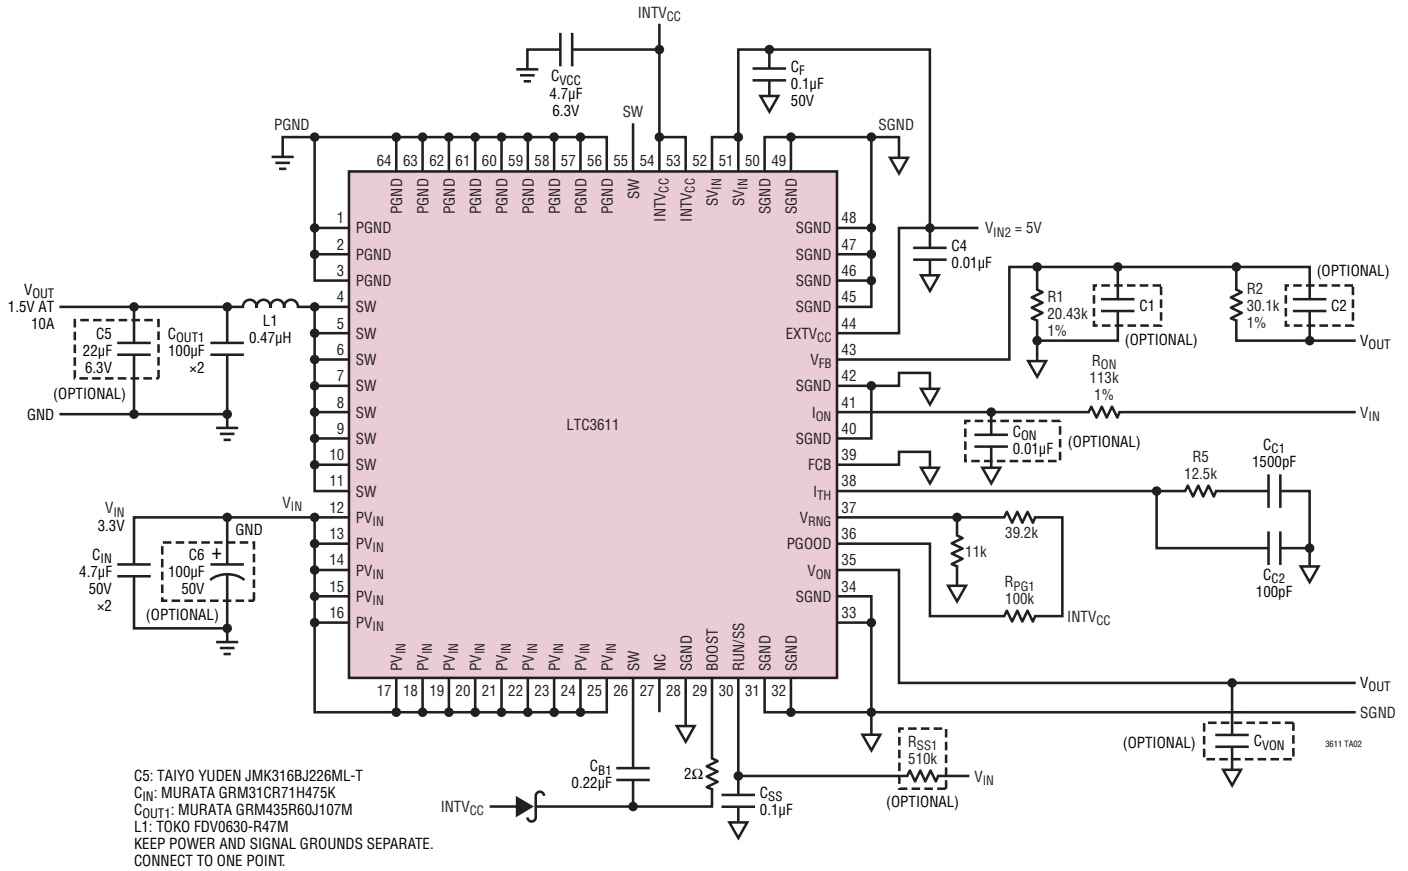 INTVCC
CVCC
4.7µF
6.3V
SW
CF
0.1µF
50V
PGND
SGND
64 63 62 61 60 59 58 57 56 55 54 53 52 51 50 49
PGND PGND PGND PGND PGND PGND PGND PGND PGND SW INTVCC INTVCC SVIN SVIN SGND SGND
1 PGND
2 PGND
3 PGND
4 SW
5 SW
6 SW
7 SW
8 SW
9 SW
10 SW
11 SW
12 PVIN
13 PVIN
14 PVIN
15 PVIN
16 PVIN
LTC3611
SGND 48
SGND 47
SGND 46
SGND 45
EXTVCC 44
VFB 43
SGND 42
ION 41
SGND 40
FCB 39
ITH 38
VRNG 37
PGOOD 36
VON 35
SGND 34
33
PVIN PVIN PVIN PVIN PVIN PVIN PVIN PVIN PVIN SW NC SGND BOOST RUN/SS SGND SGND
17 18 19 20 21 22 23 24 25 26 27 28 29 30 31 32
VOUT
1.5V AT
10A
C5
22µF
6.3V
(OPTIONAL)
COUT1
100µF
×2
L1
0.47µH
GND
VIN
3.3V
VIN
GND
CIN
4.7µF
50V
×2
C6
+
100µF
50V
(OPTIONAL)
VIN2 = 5V
C4
0.01µF
R1
20.43k
1%
C1
(OPTIONAL)
R2
30.1k
1%
(OPTIONAL)
C2
VOUT
RON
113k
1%
VIN
CON
0.01µF
(OPTIONAL)
R5
12.5k
CC1
1500pF
CC2
100pF
39.2k
11k
RPG1
100k
INTVCC
VOUT
SGND
(OPTIONAL)
CVON
3611 TA02
RSS1
510k
(OPTIONAL)
VIN
CB1
0.22µF
2Ω
CSS
0.1µF
INTVCC
C5: TAIYO YUDEN JMK316BJ226ML-T
CIN: MURATA GRM31CR71H475K
COUT1: MURATA GRM435R60J107M
L1: TOKO FDV0630-R47M
KEEP POWER AND SIGNAL GROUNDS SEPARATE.
CONNECT TO ONE POINT.